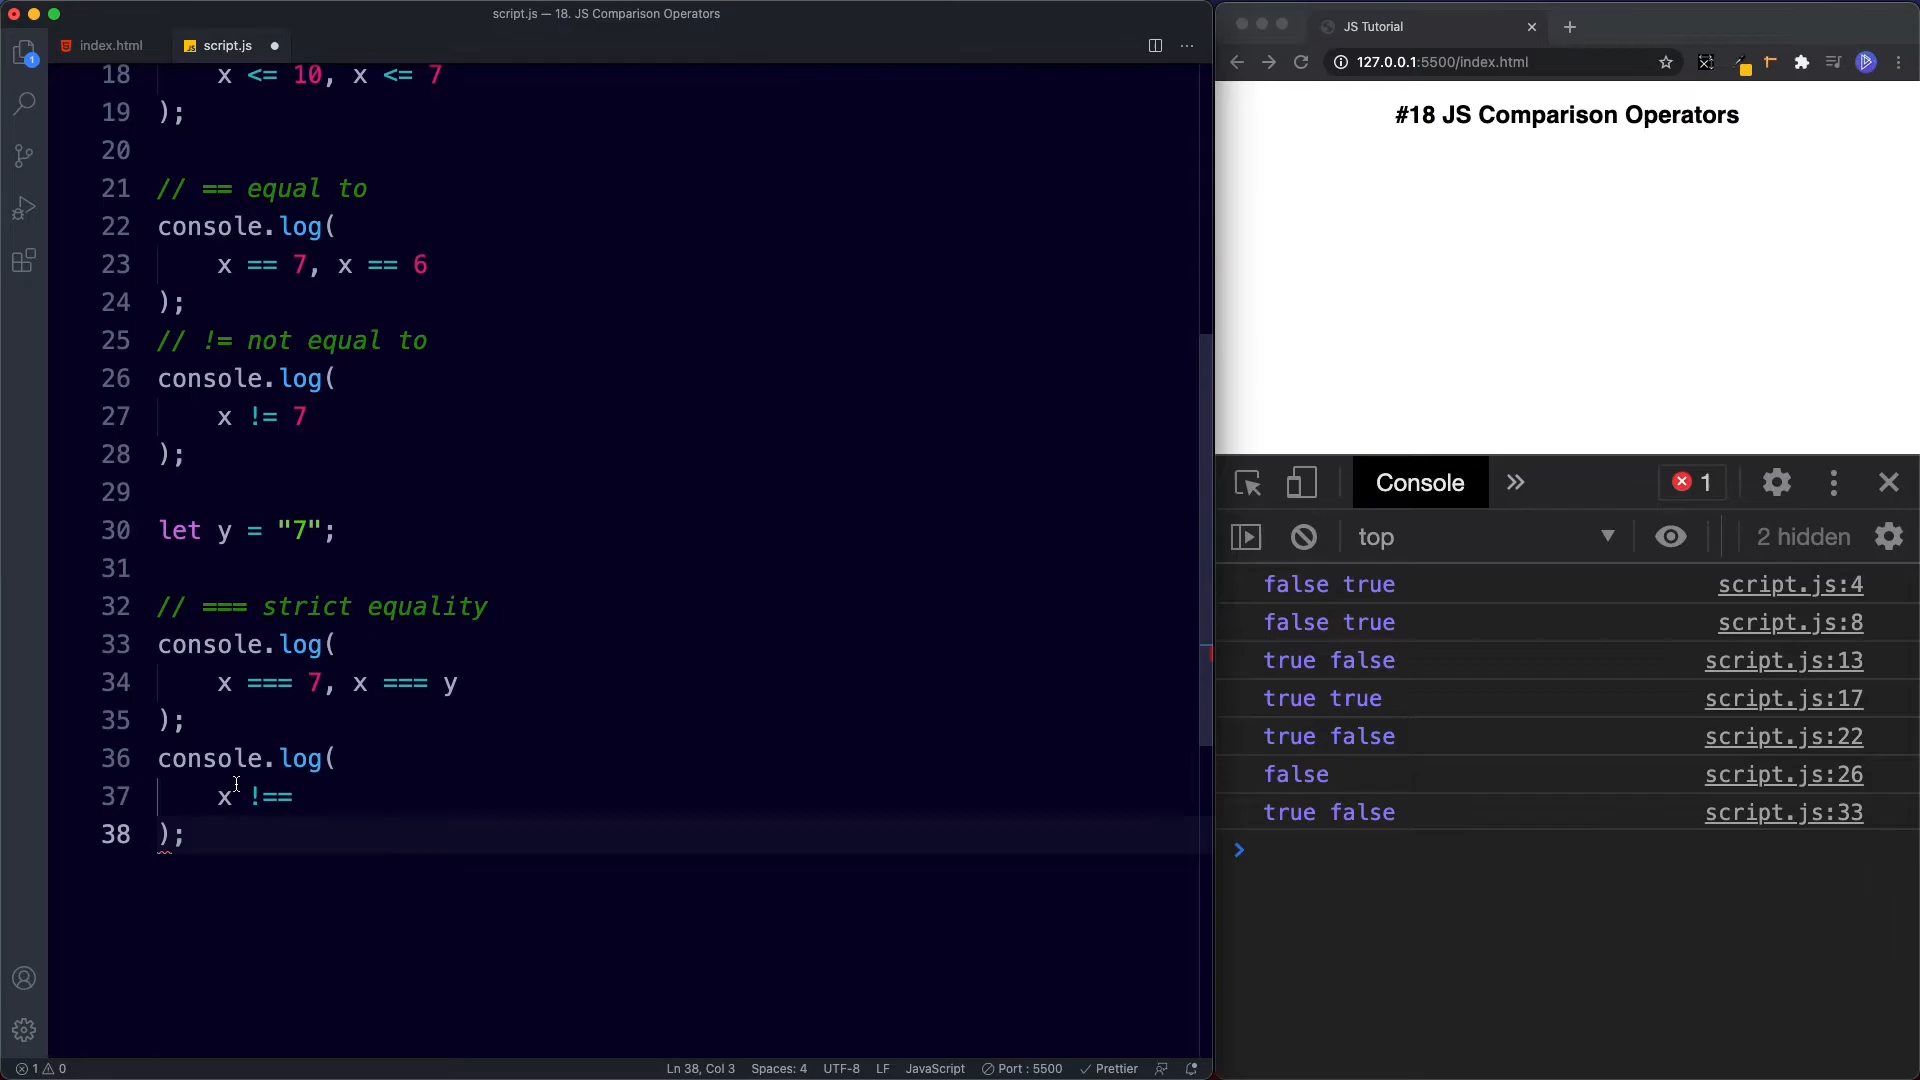 script.js — 18. JS Comparison Operators
index.html
script.js
18 x <= 10, x <= 7
19 );
20
21 // == equal to
22 console.log(
23 x == 7, x == 6
24 );
25 // != not equal to
26 console.log(
27 x != 7
28 );
29
30 let y = "7";
31
32 // === strict equality
33 console.log(
34 x === 7, x === y
35 );
36 console.log(
37 x !==
38 );
1 0
Ln 38, Col 3
Spaces: 4
UTF-8
LF
JavaScript
Port : 5500
Prettier
JS Tutorial
127.0.0.1:5500/index.html
#18 JS Comparison Operators
Console
1
top
2 hidden
false true script.js:4
false true script.js:8
true false script.js:13
true true script.js:17
true false script.js:22
false script.js:26
true false script.js:33